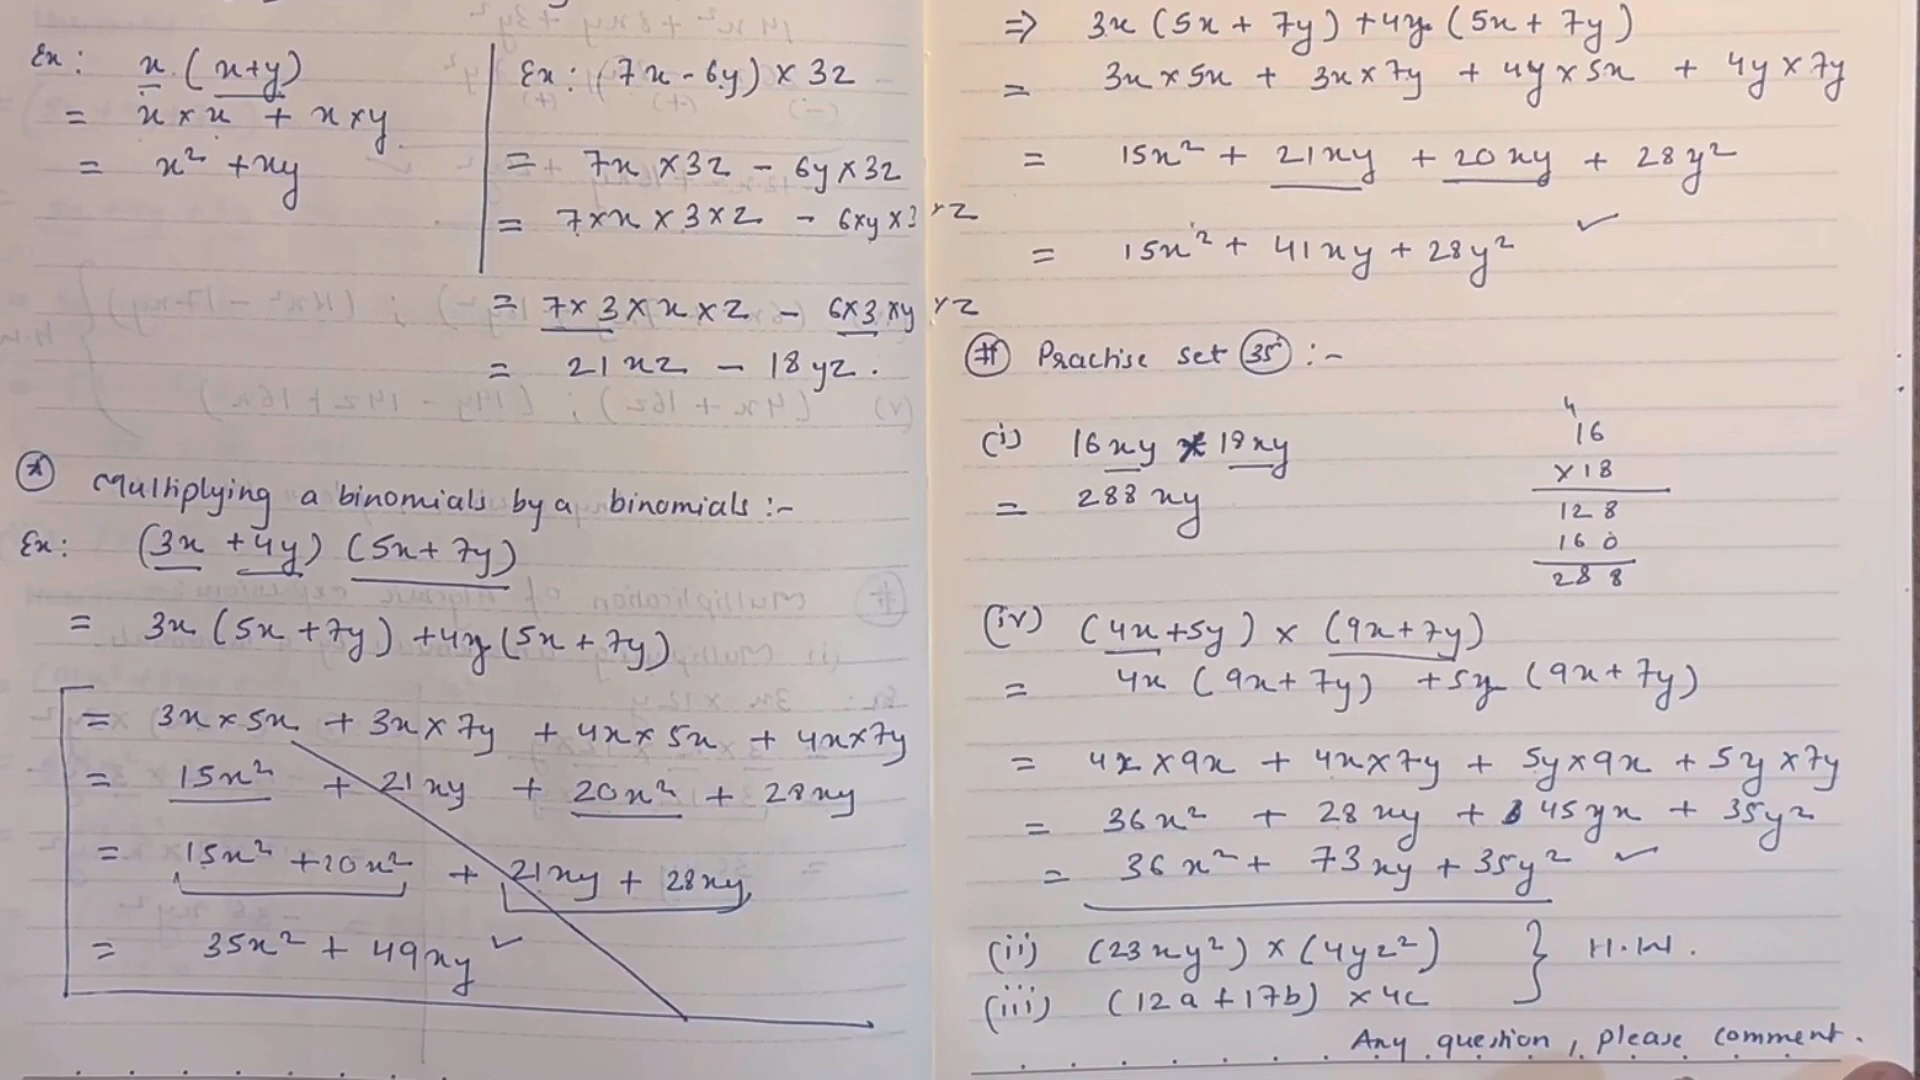 Ex: x (x+y)
= x × x + x × y
= x² + xy
Ex: (7x - 6y) × 3z
= 7x × 3z - 6y × 3z
= 7 × x × 3 × z - 6 × y × 3 × z
= 7 × 3 × x × z - 6 × 3 × y × z
= 21xz - 18yz.
* Multiplying a binomials by a binomials :-
Ex: (3x + 4y) (5x + 7y)
= 3x (5x + 7y) + 4y (5x + 7y)
= 3x × 5x + 3x × 7y + 4x × 5x + 4x × 7y
= 15x² + 21xy + 20x² + 28xy
= 15x² + 20x² + 21xy + 28xy
= 35x² + 49xy ✓
⇒ 3x (5x + 7y) + 4y (5x + 7y)
= 3x × 5x + 3x × 7y + 4y × 5x + 4y × 7y
= 15x² + 21xy + 20xy + 28y²
= 15x² + 41xy + 28y² ✓
# Practise set 35 :-
(i) 16xy × 18xy
= 288 xy
4
16
× 18
128
160
288
(iv) (4x + 5y) × (9x + 7y)
= 4x (9x + 7y) + 5y (9x + 7y)
= 4x × 9x + 4x × 7y + 5y × 9x + 5y × 7y
= 36x² + 28xy + 45yx + 35y²
= 36x² + 73xy + 35y² ✓
(ii) (23xy²) × (4yz²)
(iii) (12a + 17b) × 4c
} H.W.
Any question, please comment.